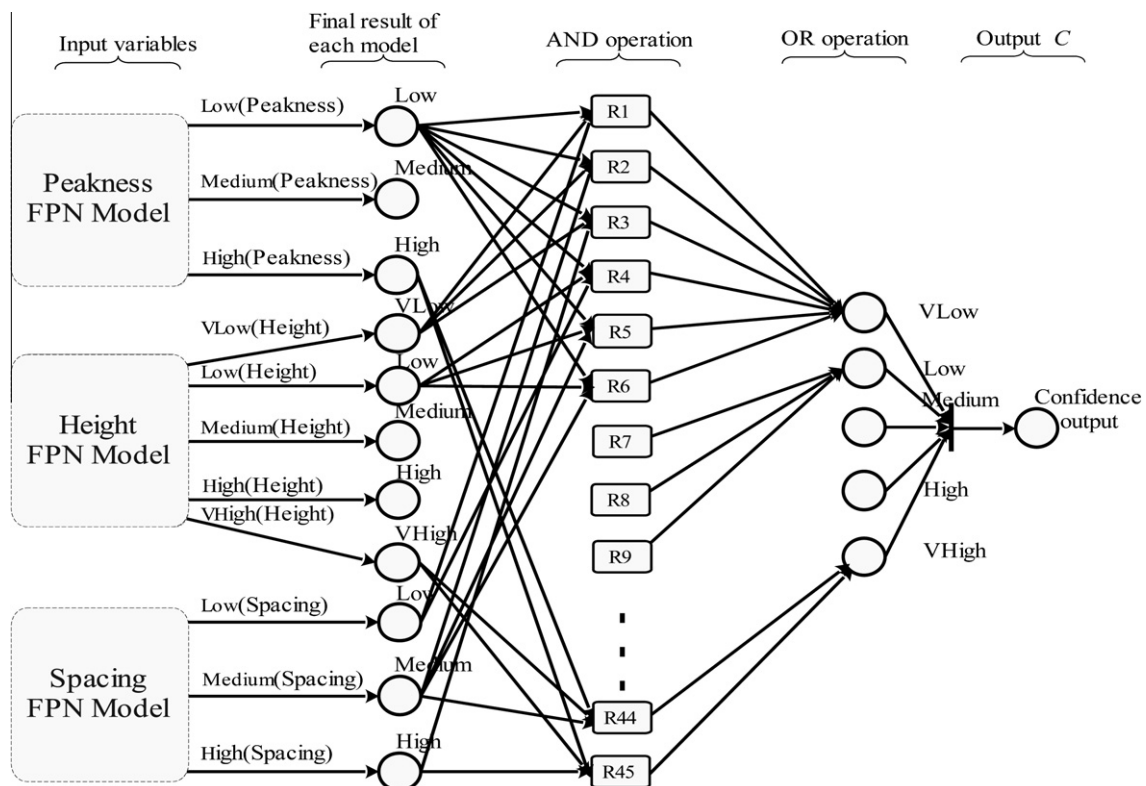 Input variables
Final result of
each model
AND operation
OR operation
Output C
Peakness
FPN Model
Low(Peakness)
Medium(Peakness)
High(Peakness)
Low
Medium
High
Height
FPN Model
VLow(Height)
Low(Height)
Medium(Height)
High(Height)
VHigh(Height)
VLow
Low
Medium
High
VHigh
Spacing
FPN Model
Low(Spacing)
Medium(Spacing)
High(Spacing)
Low
Medium
High
R1
R2
R3
R4
R5
R6
R7
R8
R9
R44
R45
VLow
Low
Medium
High
VHigh
Confidence
output